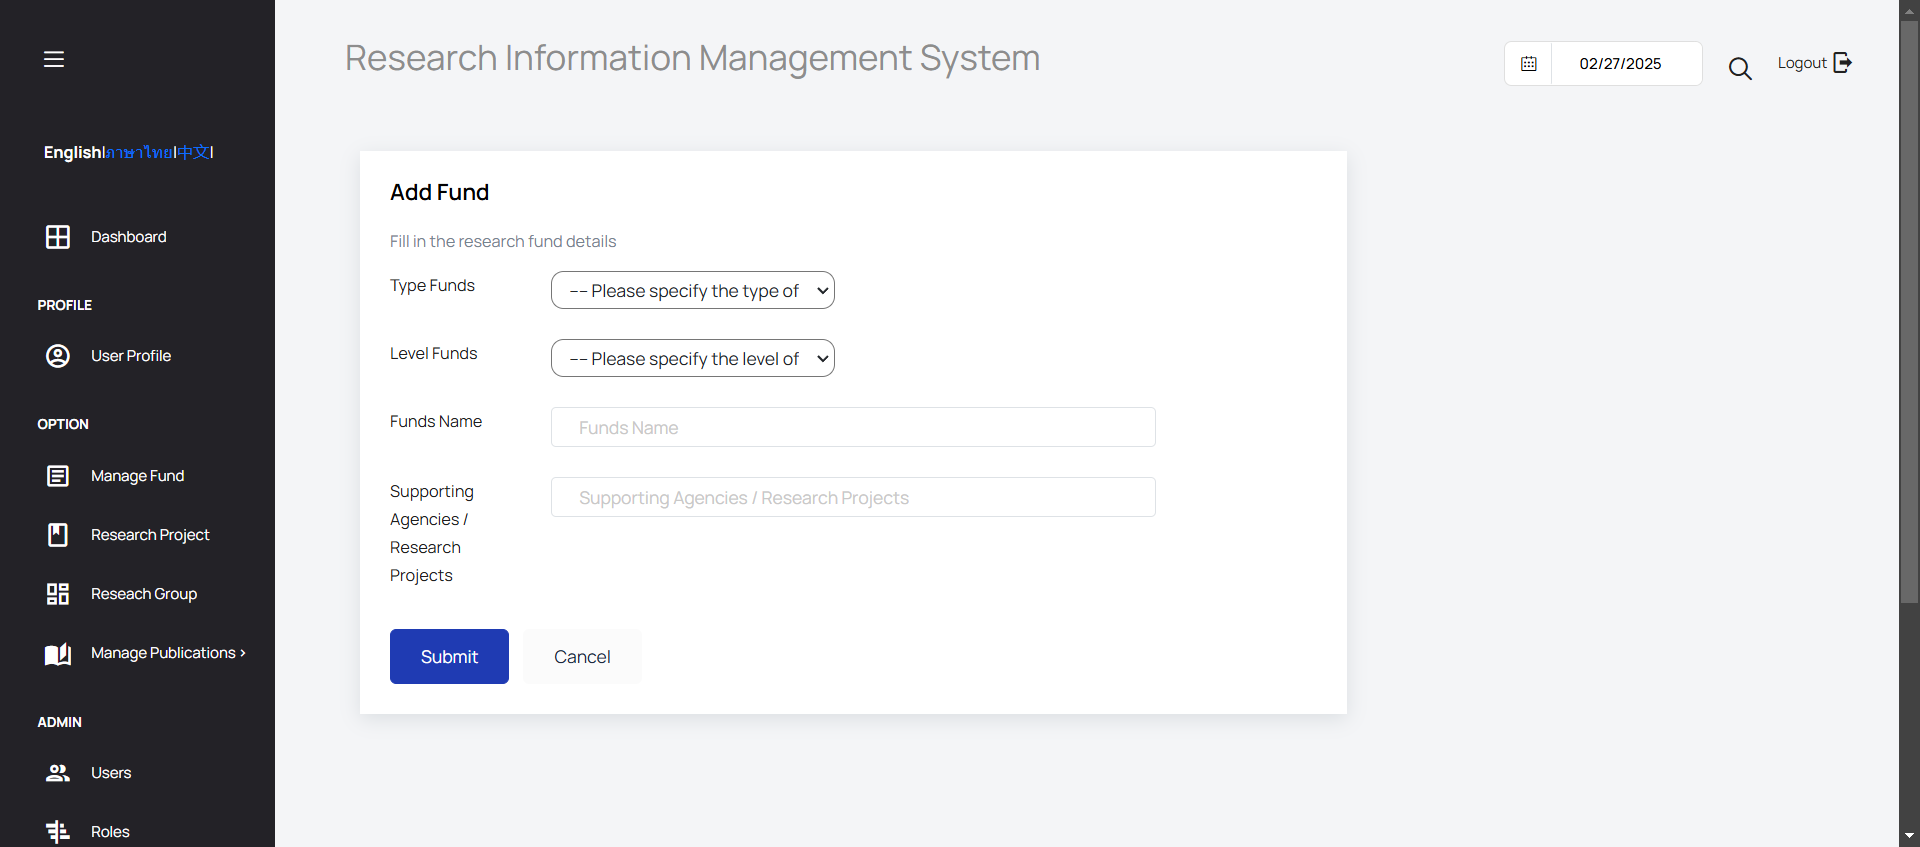 Research Information Management System
02/27/2025
Logout
English|ภาษาไทย|中文|
Dashboard
PROFILE
User Profile
OPTION
Manage Fund
Research Project
Reseach Group
Manage Publications ›
ADMIN
Users
Roles
Add Fund
Fill in the research fund details
Type Funds
-- Please specify the type of
Level Funds
-- Please specify the level of
Funds Name
Funds Name
Supporting
Agencies /
Research
Projects
Supporting Agencies / Research Projects
Submit
Cancel